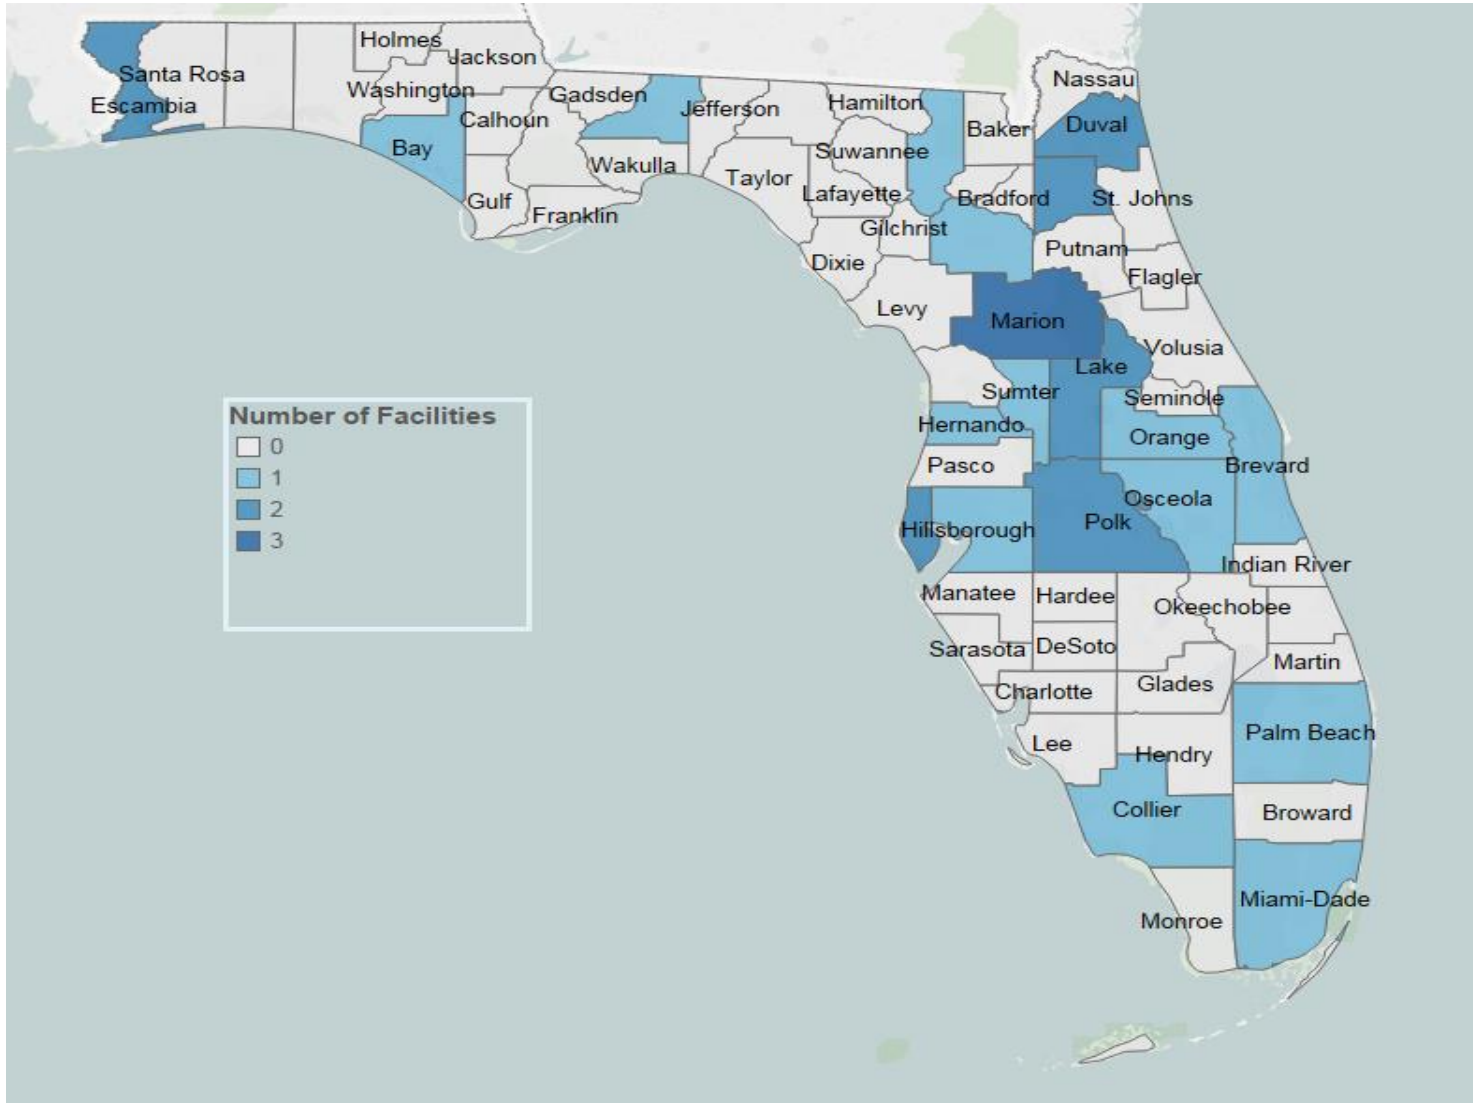 Holmes
Jackson
Santa Rosa
Washington
Escambia
Calhoun
Bay
Gulf
Franklin
Gadsden
Wakulla
Jefferson
Taylor
Hamilton
Suwannee
Lafayette
Gilchrist
Dixie
Levy
Baker
Bradford
Nassau
Duval
St. Johns
Putnam
Flagler
Marion
Volusia
Lake
Sumter
Seminole
Hernando
Orange
Pasco
Brevard
Osceola
Polk
Hillsborough
Indian River
Manatee
Hardee
Okeechobee
Sarasota
DeSoto
Martin
Charlotte
Glades
Lee
Hendry
Palm Beach
Collier
Broward
Miami-Dade
Monroe
Number of Facilities
0
1
2
3